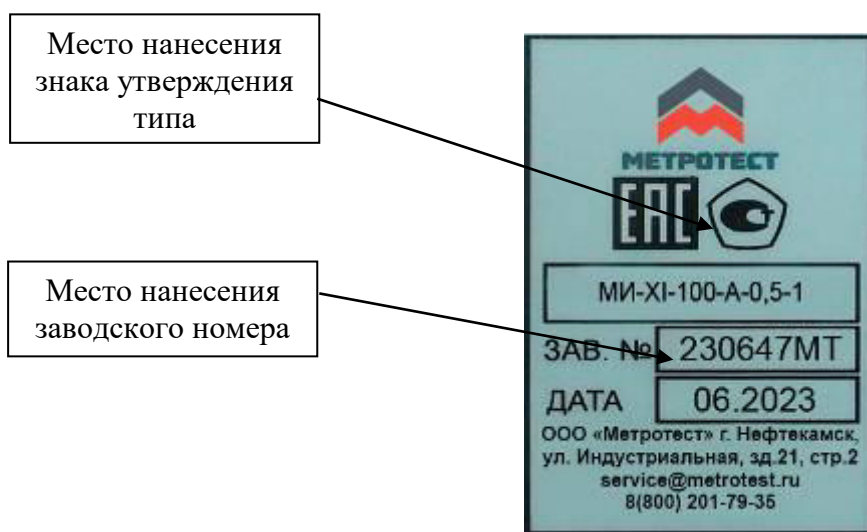 Место нанесения
знака утверждения
типа
МЕТРОТЕСТ
ЕАС
МИ-XI-100-А-0,5-1
Место нанесения
заводского номера
ЗАВ. № 230647МТ
ДАТА 06.2023
ООО «Метротест» г. Нефтекамск,
ул. Индустриальная, зд.21, стр.2
service@metrotest.ru
8(800) 201-79-35